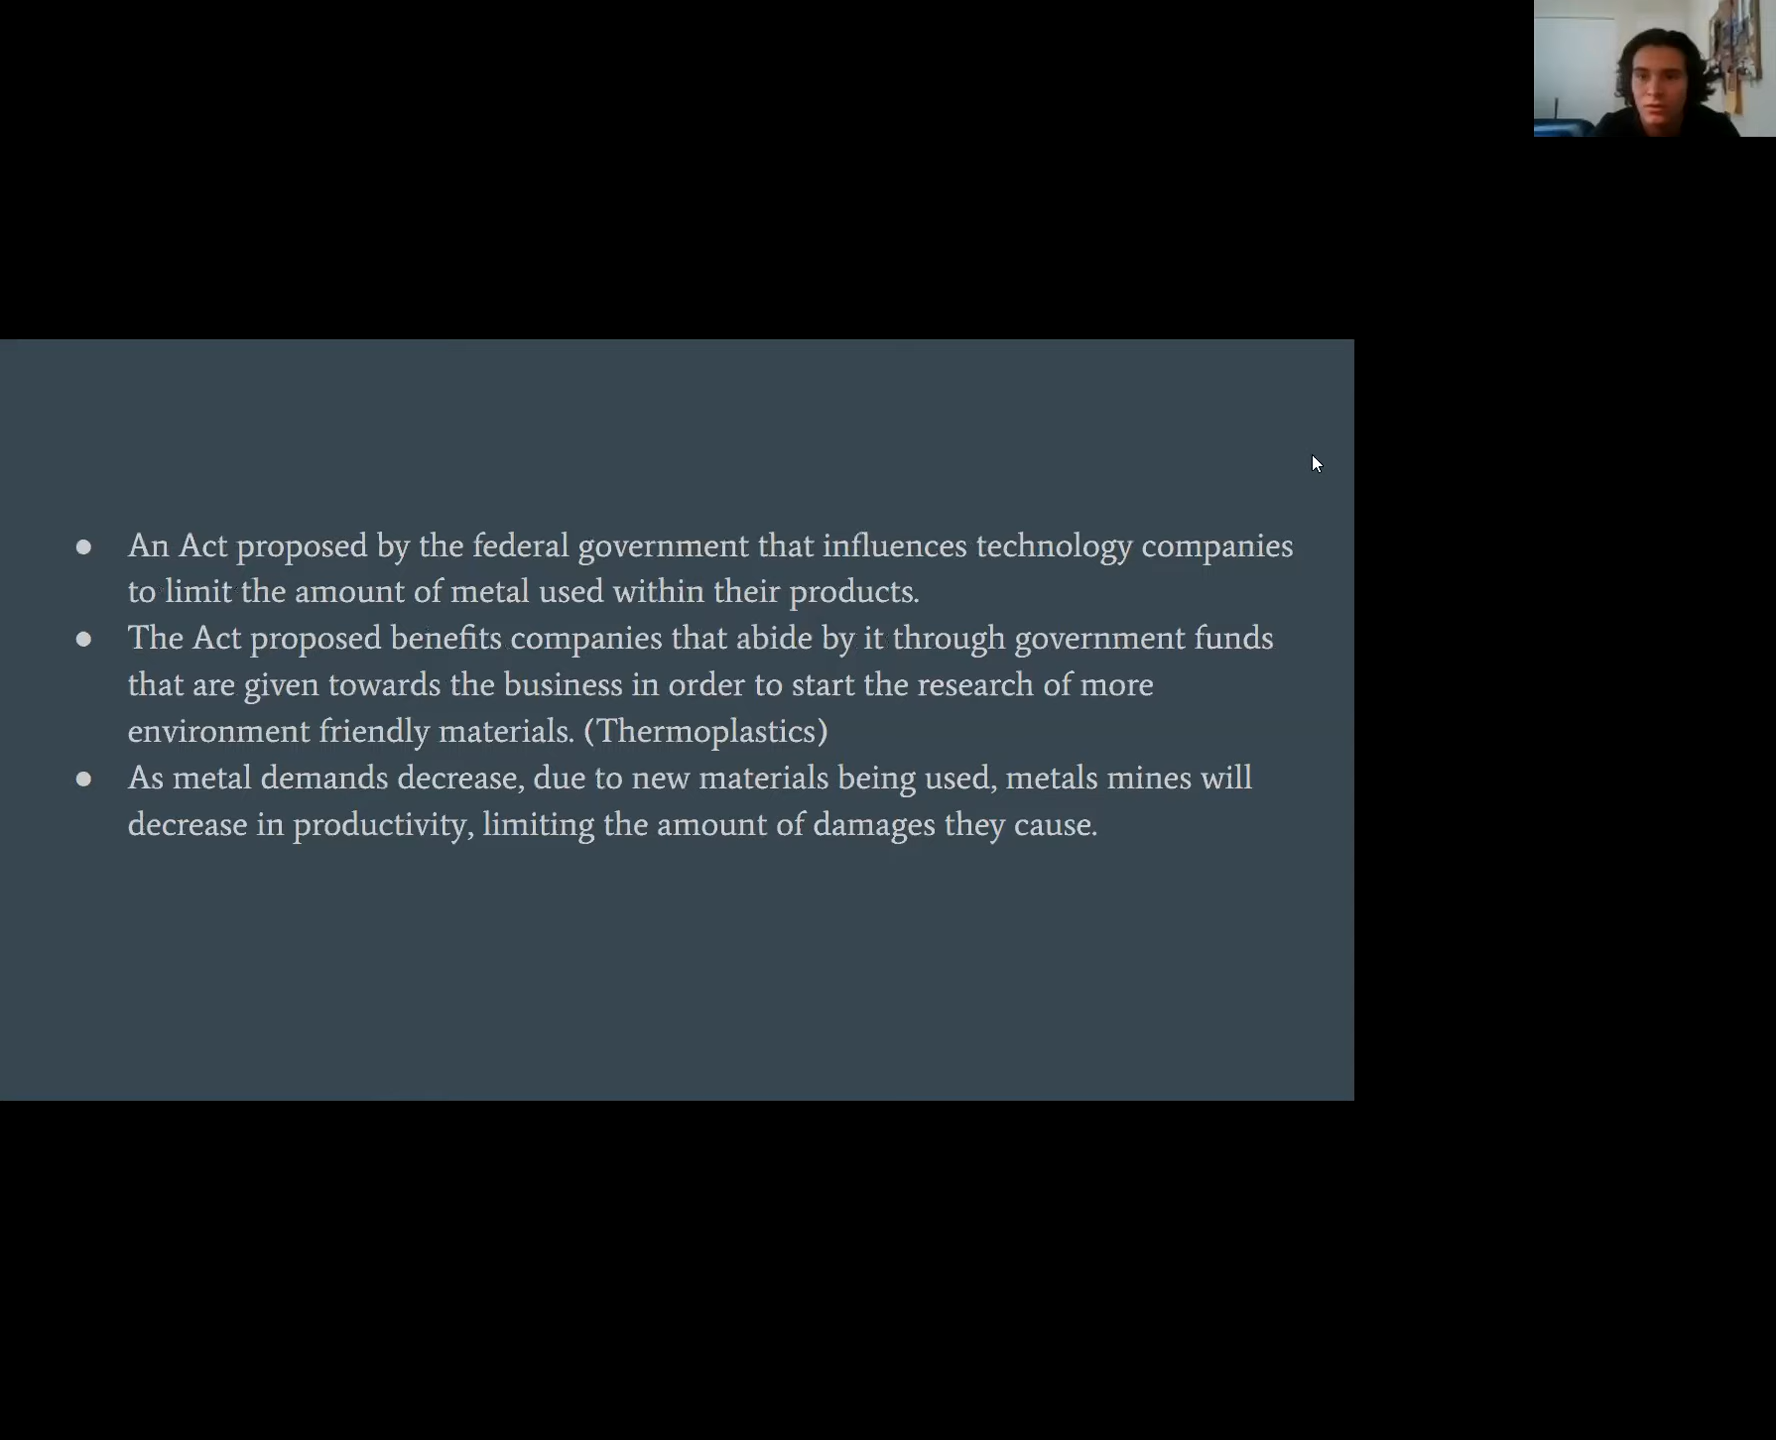 ● An Act proposed by the federal government that influences technology companies
to limit the amount of metal used within their products.
● The Act proposed benefits companies that abide by it through government funds
that are given towards the business in order to start the research of more
environment friendly materials. (Thermoplastics)
● As metal demands decrease, due to new materials being used, metals mines will
decrease in productivity, limiting the amount of damages they cause.